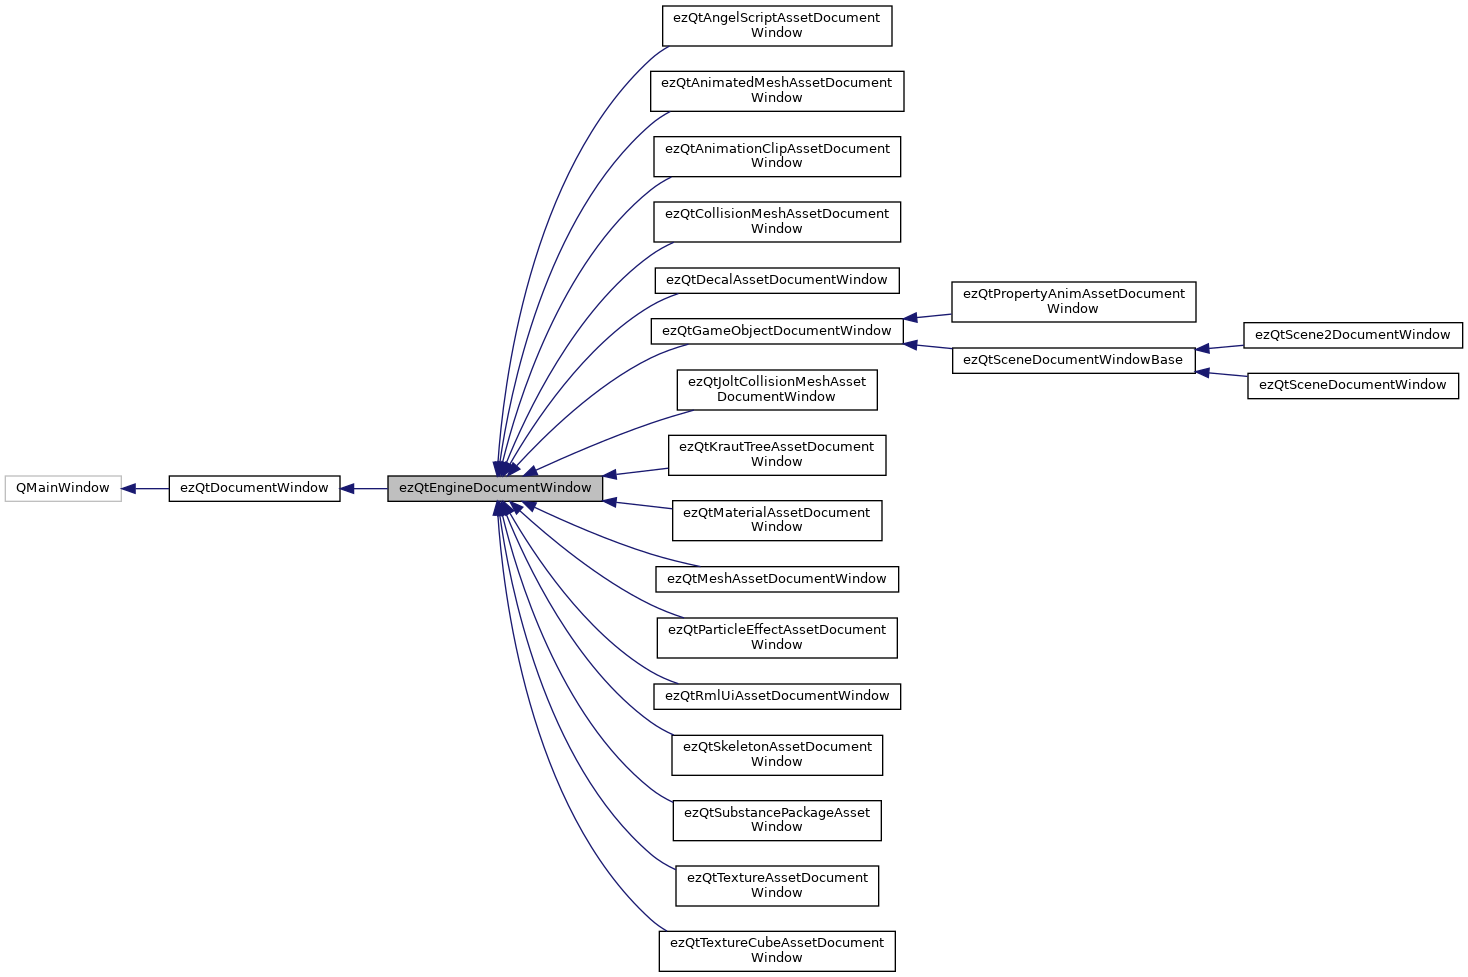 ezQtAngelScriptAssetDocument
Window
ezQtAnimatedMeshAssetDocument
Window
ezQtAnimationClipAssetDocument
Window
ezQtCollisionMeshAssetDocument
Window
ezQtDecalAssetDocumentWindow
ezQtGameObjectDocumentWindow
ezQtPropertyAnimAssetDocument
Window
ezQtSceneDocumentWindowBase
ezQtScene2DocumentWindow
ezQtSceneDocumentWindow
ezQtJoltCollisionMeshAsset
DocumentWindow
ezQtKrautTreeAssetDocument
Window
QMainWindow
ezQtDocumentWindow
ezQtEngineDocumentWindow
ezQtMaterialAssetDocument
Window
ezQtMeshAssetDocumentWindow
ezQtParticleEffectAssetDocument
Window
ezQtRmlUiAssetDocumentWindow
ezQtSkeletonAssetDocument
Window
ezQtSubstancePackageAsset
Window
ezQtTextureAssetDocument
Window
ezQtTextureCubeAssetDocument
Window